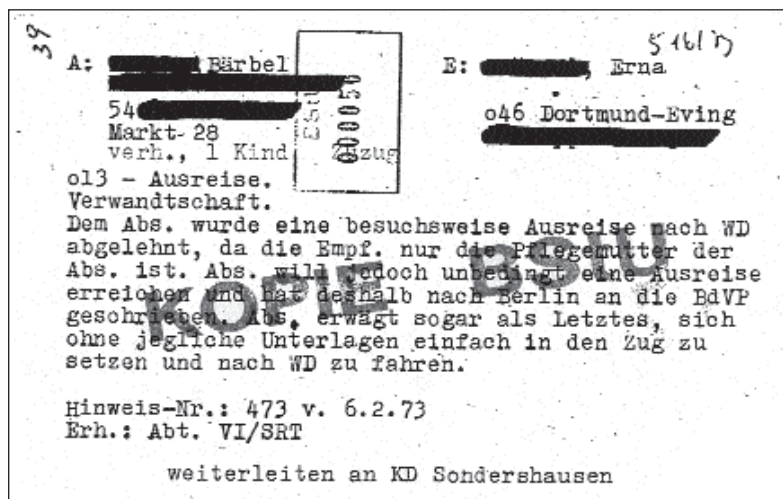 39
516/
A: Bärbel
E: , Erna
54
o46 Dortmund-Eving
Markt- 28
verh., 1 Kind Zuzug
000050
o13 - Ausreise.
Verwandtschaft.
Dem Abs. wurde eine besuchsweise Ausreise nach WD
abgelehnt, da die Empf. nur die Pflegemutter der
Abs. ist. Abs. will jedoch unbedingt eine Ausreise
erreichen und hat deshalb nach Berlin an die BdVP
geschrieben. Abs. erwägt sogar als Letztes, sich
ohne jegliche Unterlagen einfach in den Zug zu
setzen und nach WD zu fahren.
KOPIE BSTU
Hinweis-Nr.: 473 v. 6.2.73
Erh.: Abt. VI/SRT
weiterleiten an KD Sondershausen